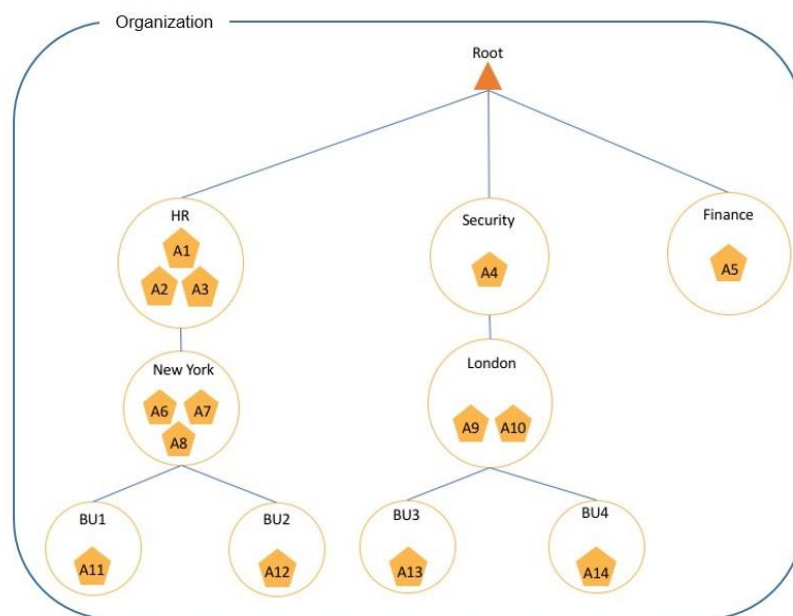 Organization
Root
HR
Security
Finance
A1
A4
A5
A2 A3
New York
London
A6 A7
A9 A10
A8
BU1 BU2 BU3 BU4
A11 A12 A13 A14